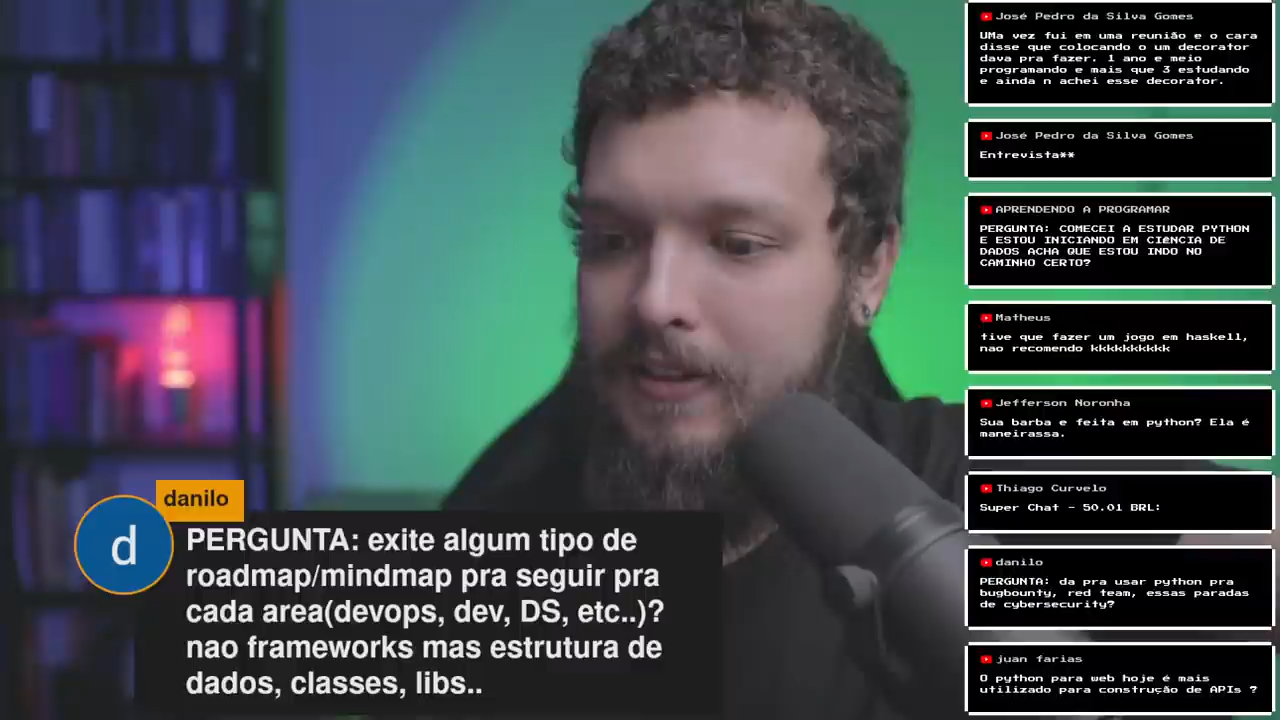 danilo
d
PERGUNTA: exite algum tipo de
roadmap/mindmap pra seguir pra
cada area(devops, dev, DS, etc..)?
nao frameworks mas estrutura de
dados, classes, libs..
José Pedro da Silva Gomes
UMa vez fui em uma reunião e o cara
disse que colocando o um decorator
dava pra fazer. 1 ano e meio
programando e mais que 3 estudando
e ainda n achei esse decorator.
José Pedro da Silva Gomes
Entrevista**
APRENDENDO A PROGRAMAR
PERGUNTA: COMECEI A ESTUDAR PYTHON
E ESTOU INICIANDO EM CIÊNCIA DE
DADOS ACHA QUE ESTOU INDO NO
CAMINHO CERTO?
Matheus
tive que fazer um jogo em haskell,
nao recomendo kkkkkkkkkk
Jefferson Noronha
Sua barba e feita em python? Ela é
maneirassa.
Thiago Curvelo
Super Chat - 50.01 BRL:
danilo
PERGUNTA: da pra usar python pra
bugbounty, red team, essas paradas
de cybersecurity?
juan farias
O python para web hoje é mais
utilizado para construção de APIs ?